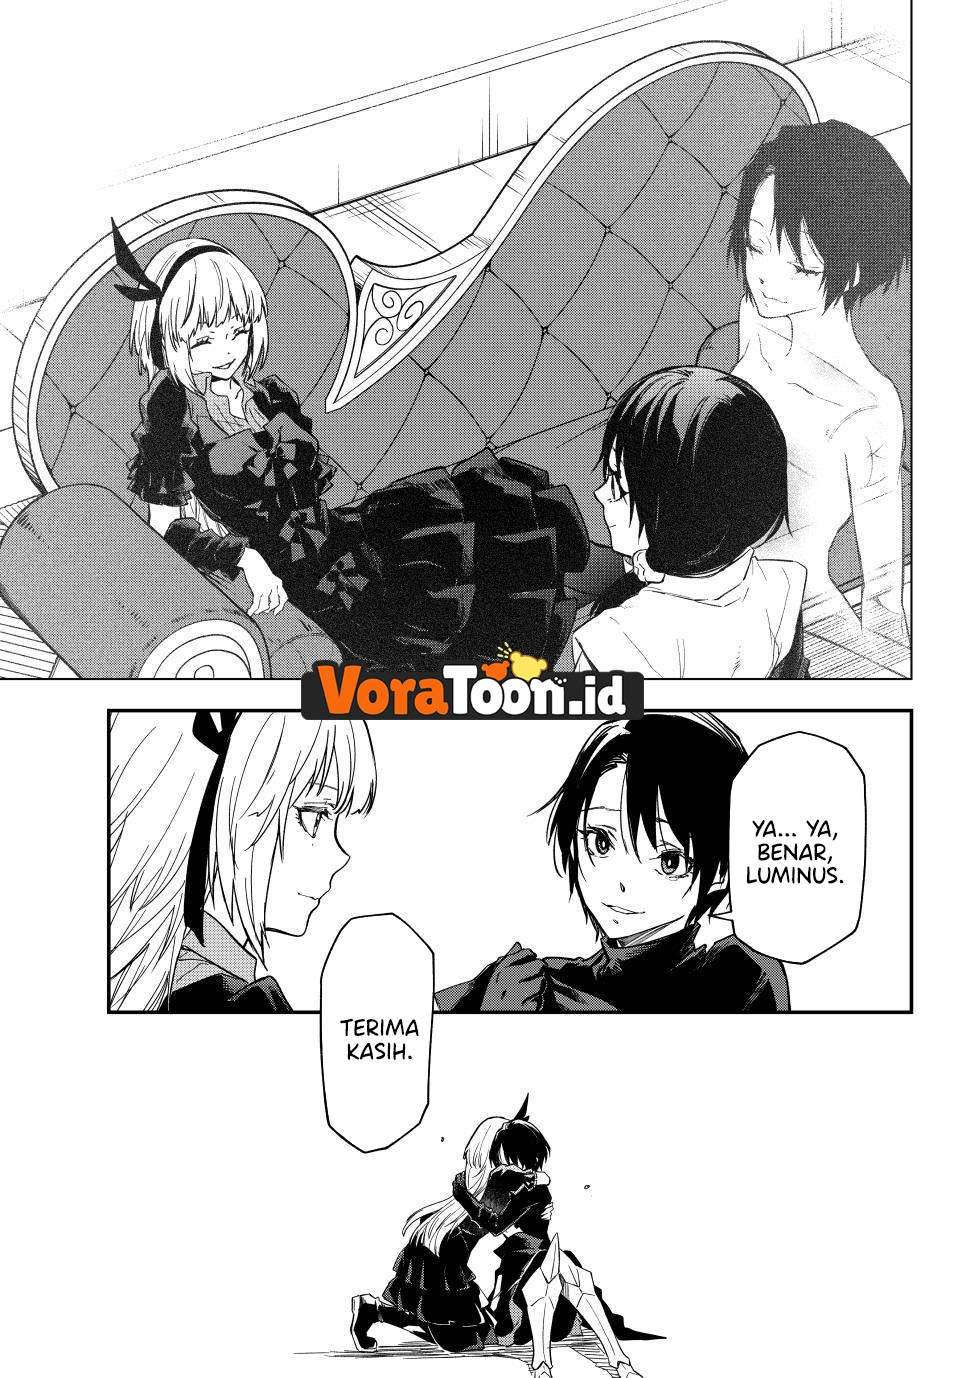 VoraToon.id
YA... YA,
BENAR,
LUMINUS.
TERIMA
KASIH.